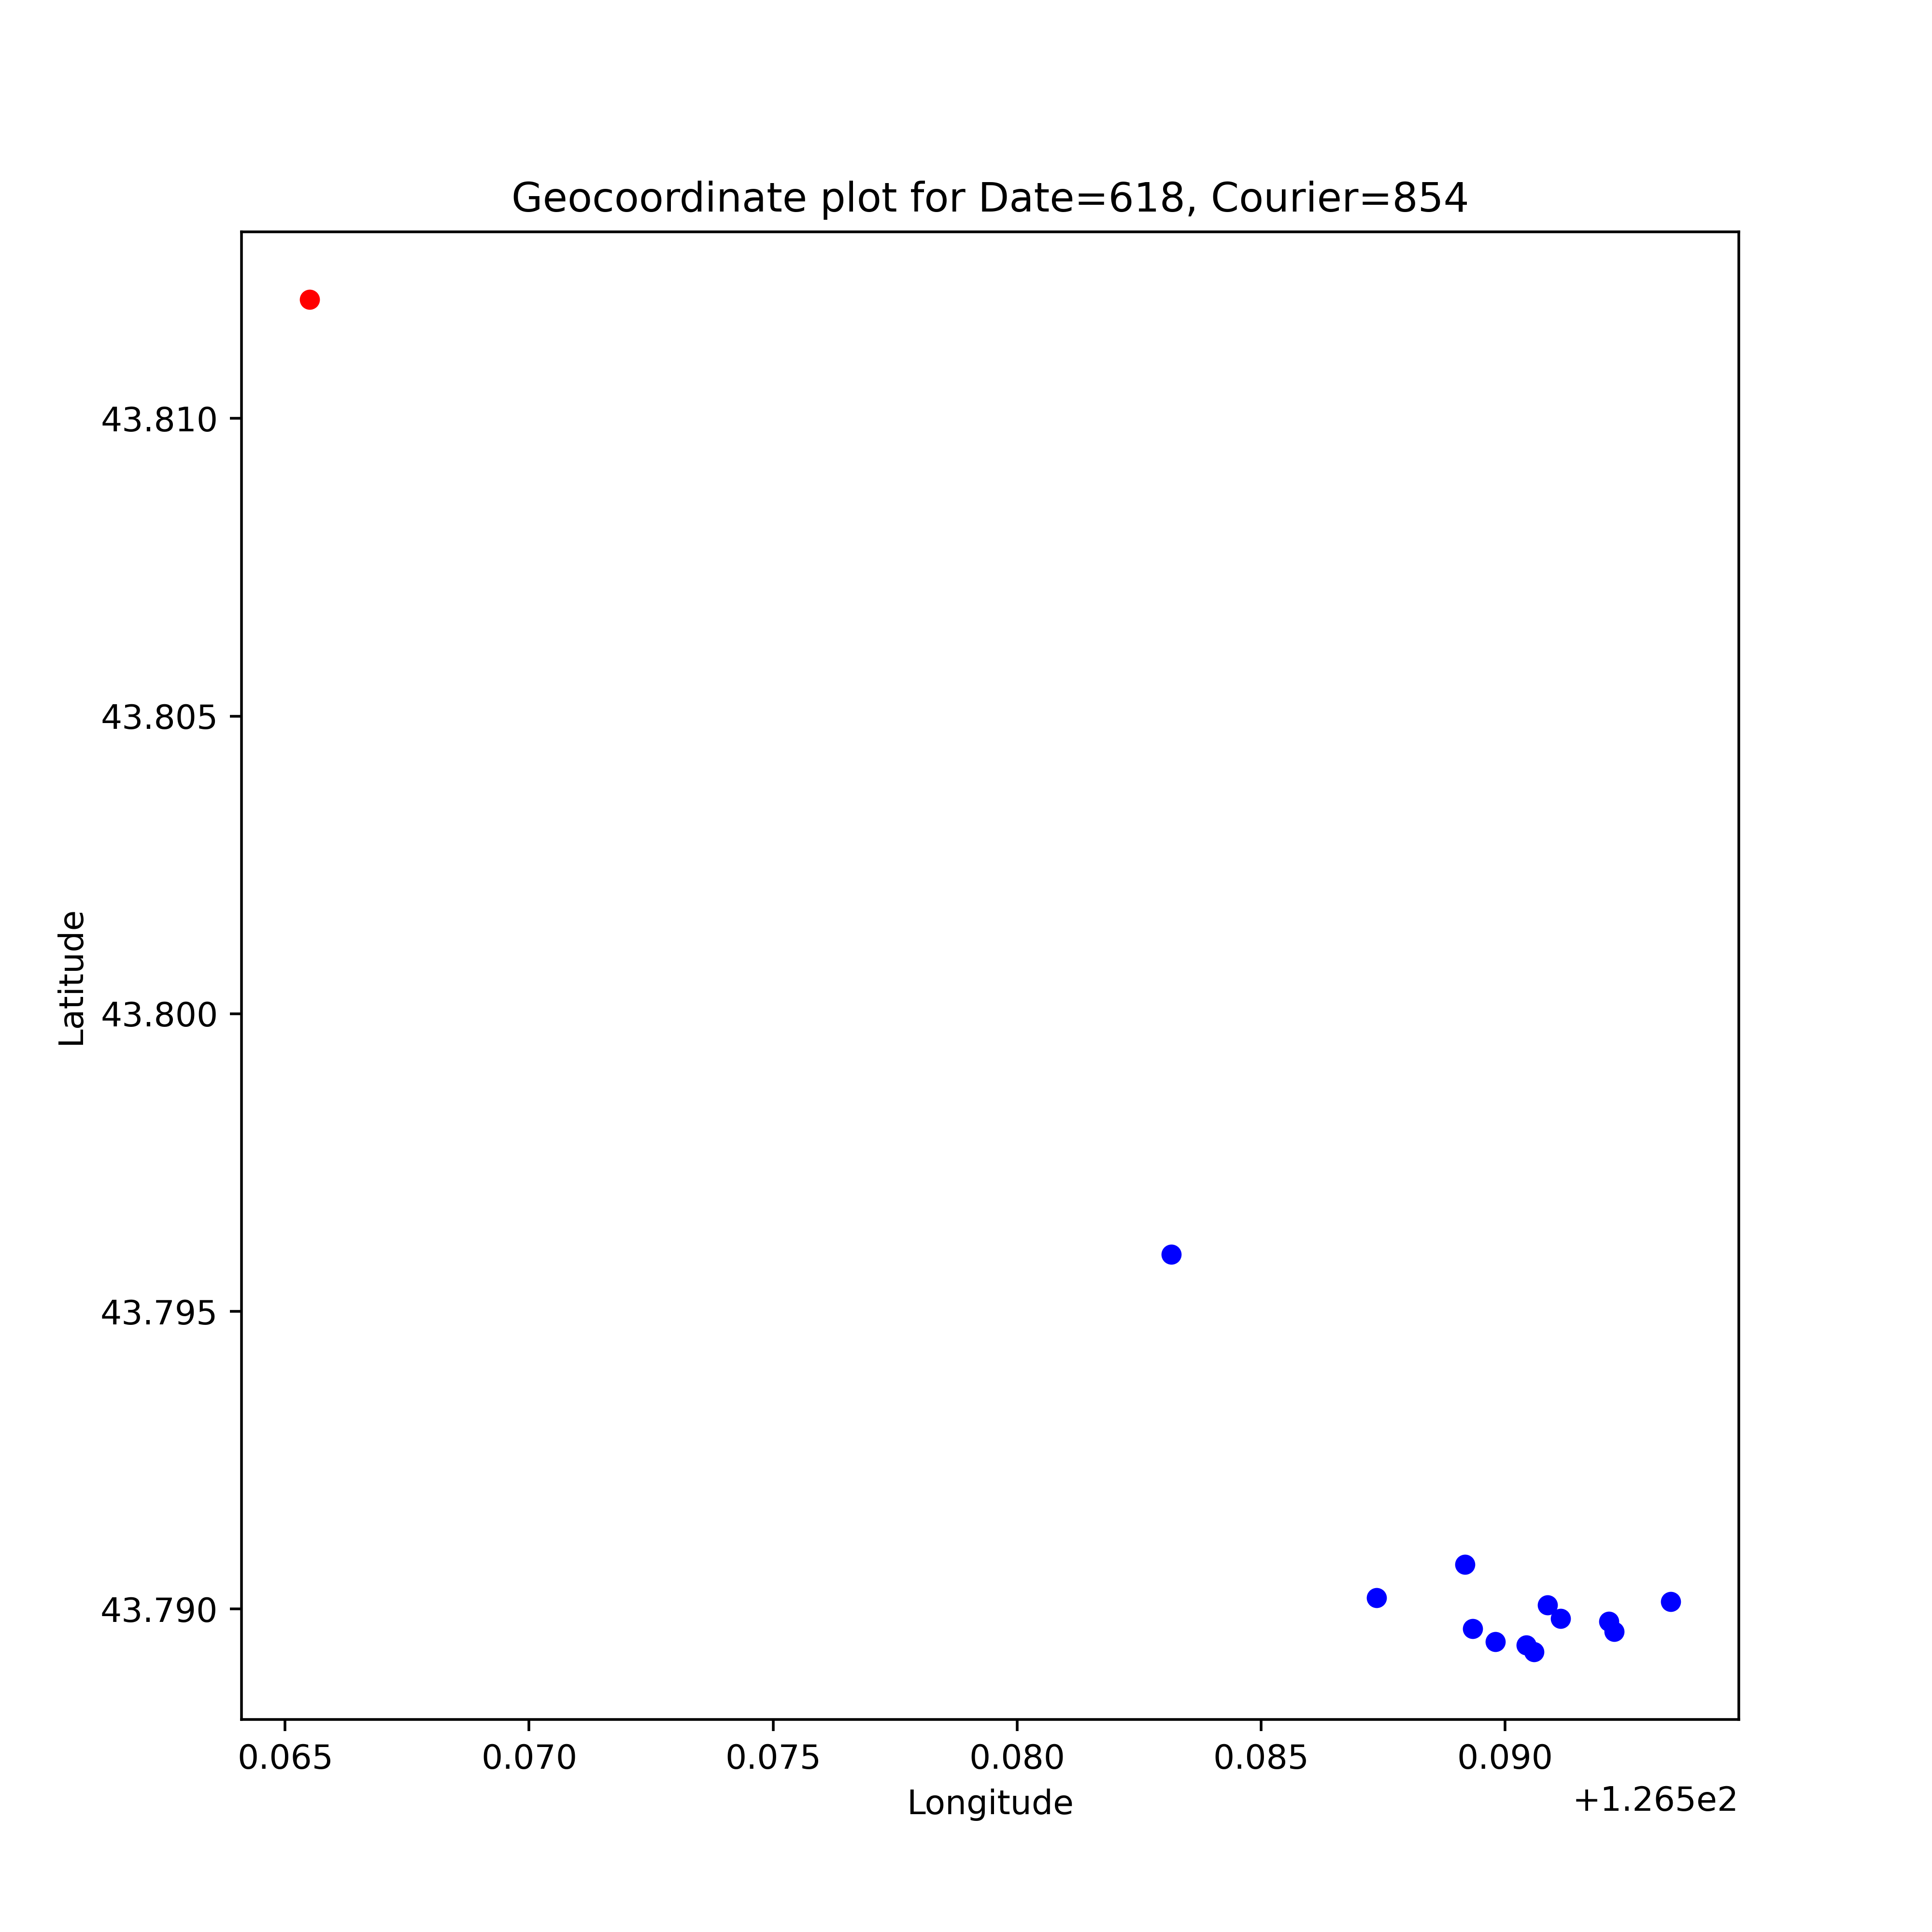 Geocoordinate plot for Date=618, Courier=854
43.810
43.805
43.800
43.795
43.790
Latitude
0.065 0.070 0.075 0.080 0.085 0.090
+1.265e2
Longitude